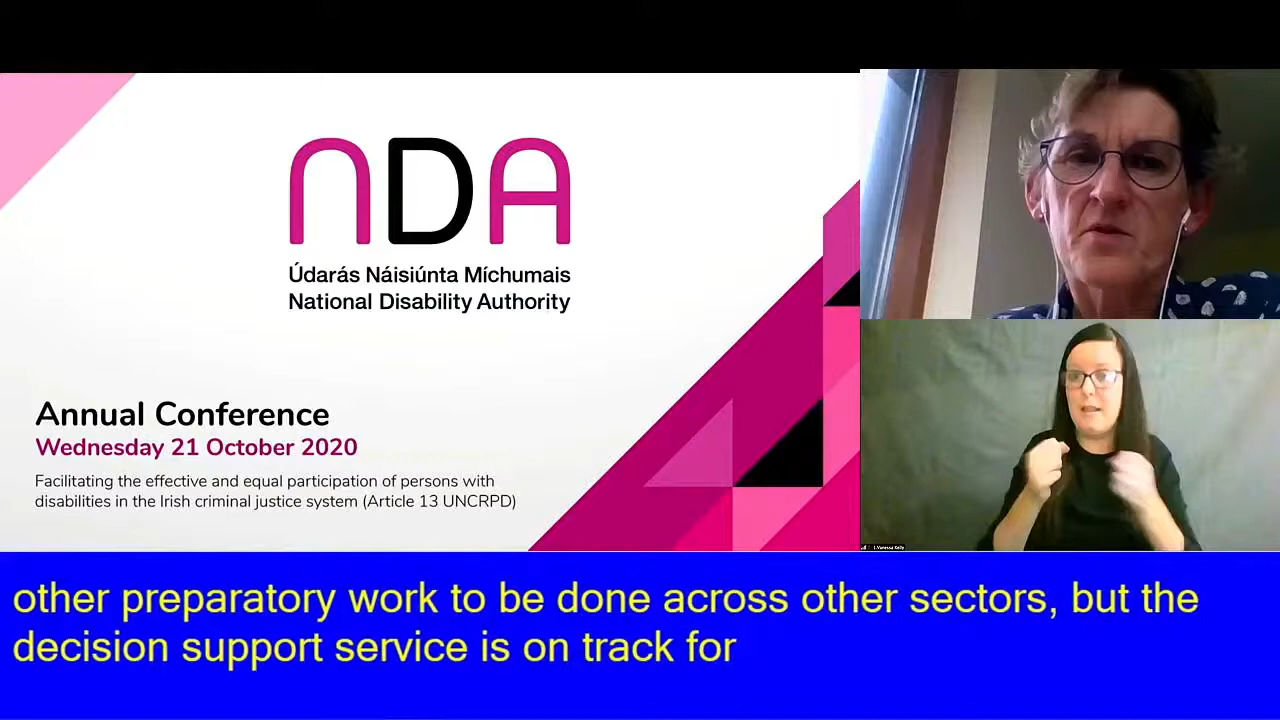 NDA
Údarás Náisiúnta Míchumais
National Disability Authority
Annual Conference
Wednesday 21 October 2020
Facilitating the effective and equal participation of persons with
disabilities in the Irish criminal justice system (Article 13 UNCRPD)
Vanessa Kelly
other preparatory work to be done across other sectors, but the
decision support service is on track for